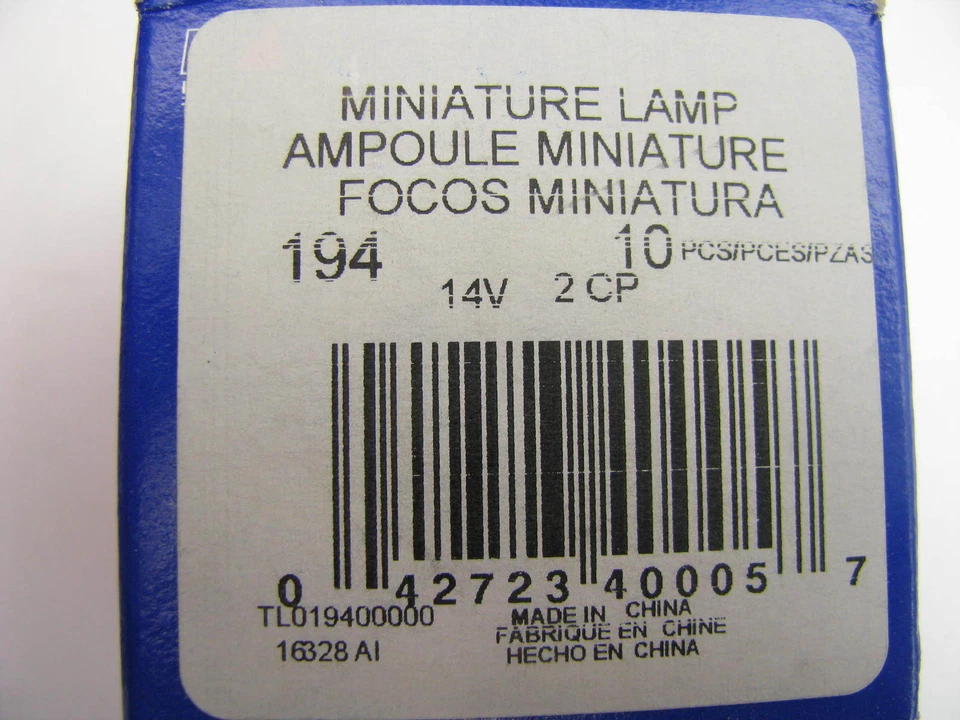 MINIATURE LAMP
AMPOULE MINIATURE
FOCOS MINIATURA
194 10 PCS/PCES/PZAS
14V 2 CP
0 42723 40005 7
TL019400000 MADE IN CHINA
FABRIQUE EN CHINE
16328 AI HECHO EN CHINA